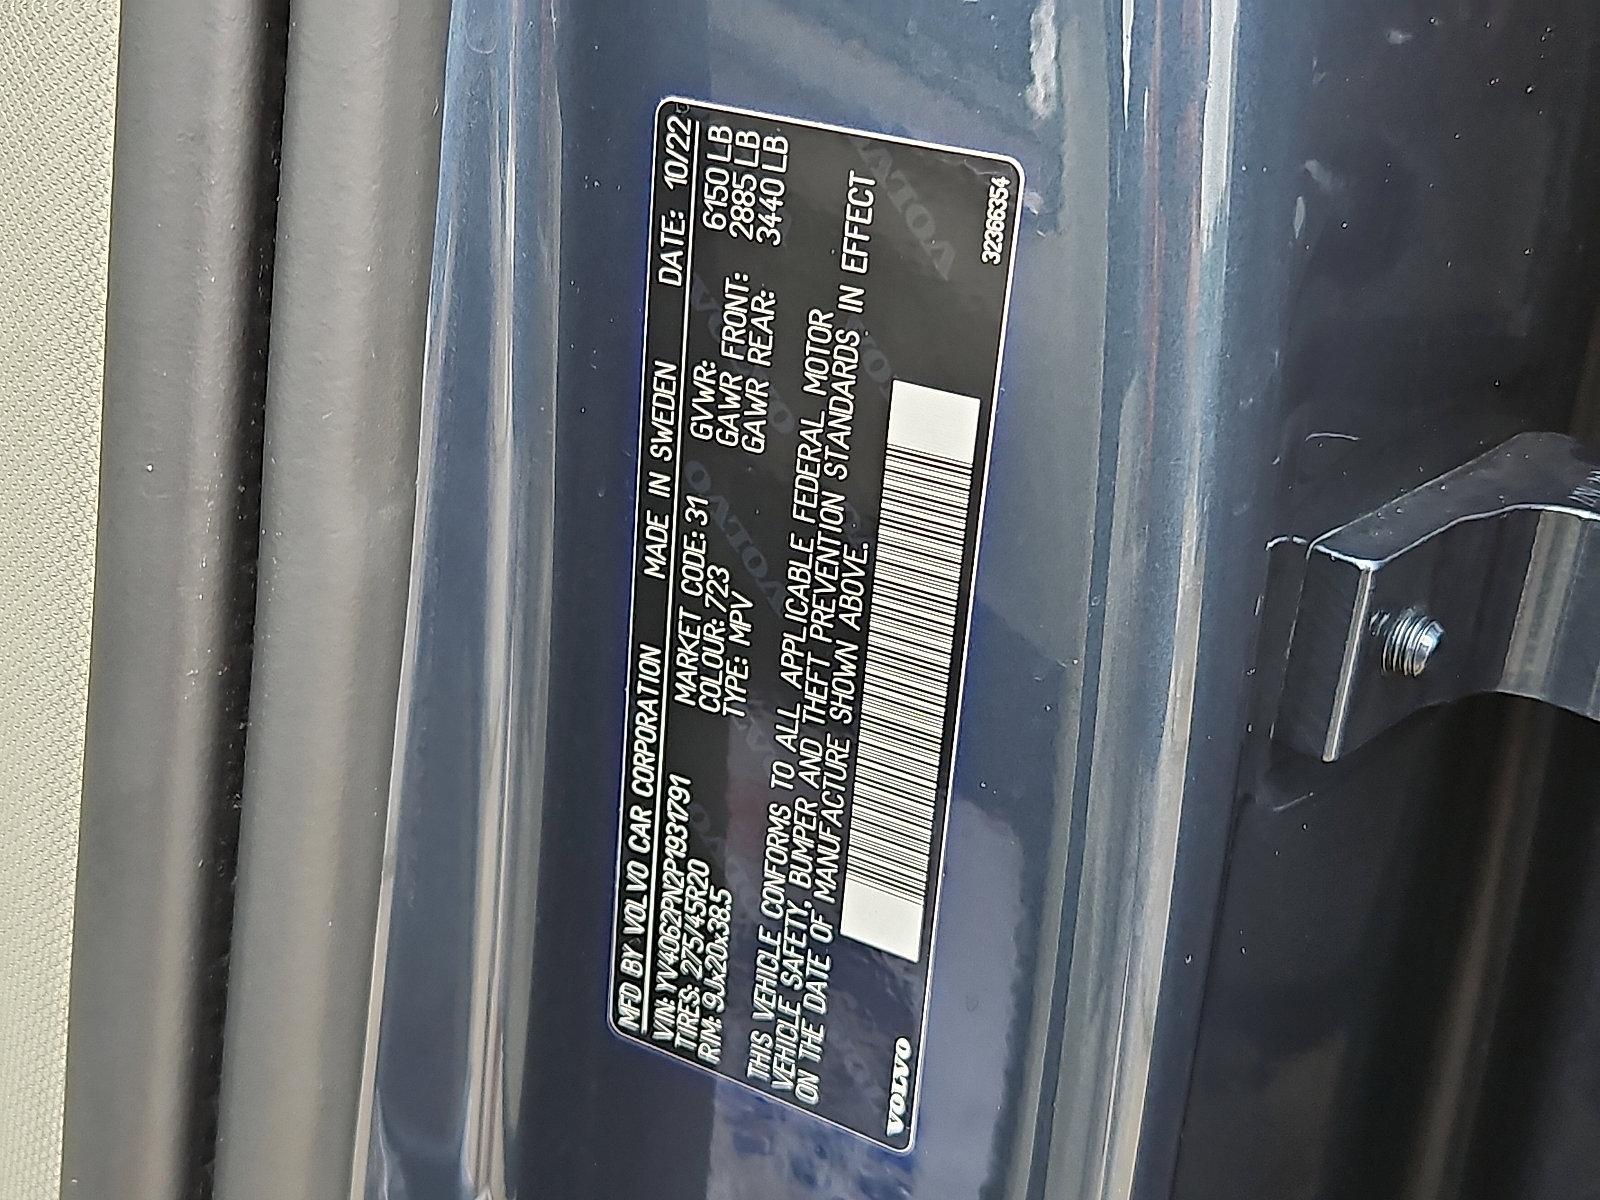 MFD BY VOLVO CAR CORPORATION MADE IN SWEDEN DATE: 10/22
VIN: YV4062PN2P1931791 MARKET CODE: 31 GVWR: 6150 LB
TIRES: 275/45R20 COLOUR: 723 GAWR FRONT: 2885 LB
RIM: 9Jx20x38.5 TYPE: MPV GAWR REAR: 3440 LB
THIS VEHICLE CONFORMS TO ALL APPLICABLE FEDERAL MOTOR
VEHICLE SAFETY, BUMPER AND THEFT PREVENTION STANDARDS IN EFFECT
ON THE DATE OF MANUFACTURE SHOWN ABOVE.
VOLVO 32366354